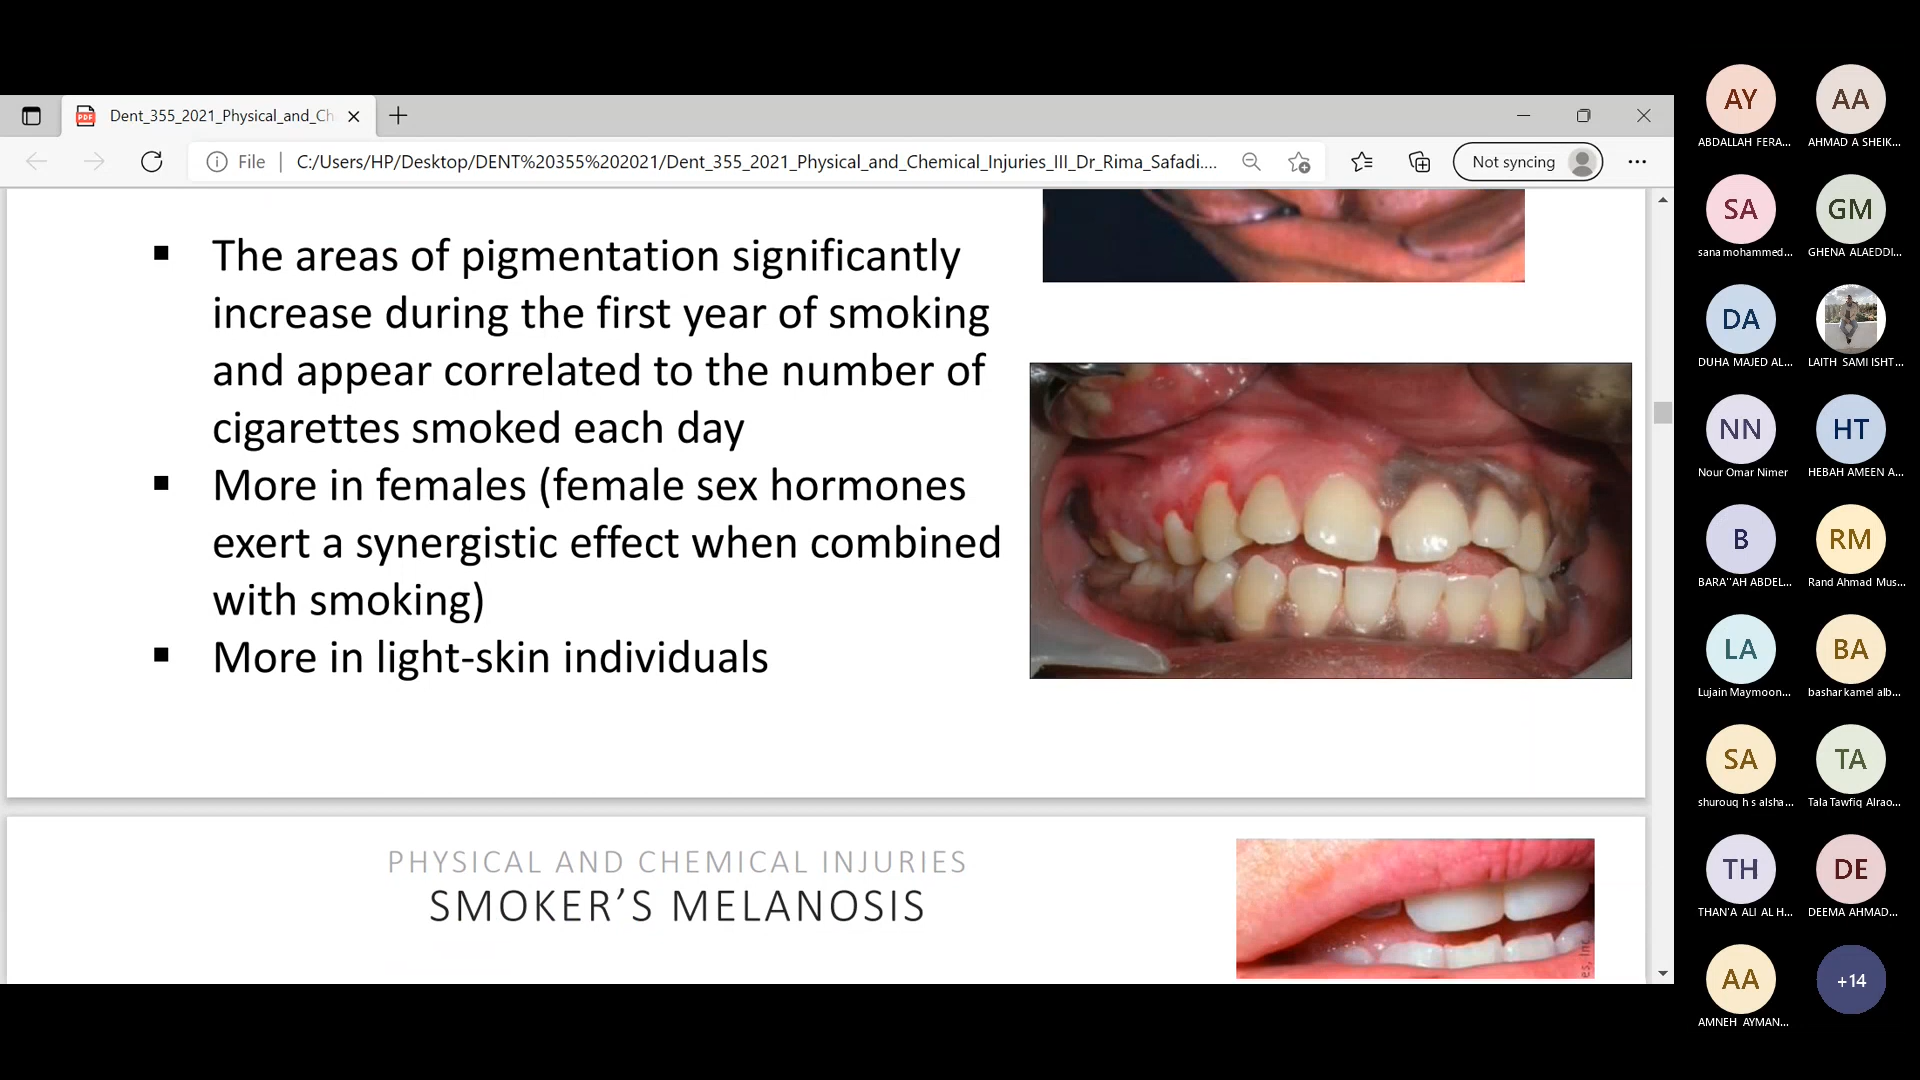 Dent_355_2021_Physical_and_Ch
File
C:/Users/HP/Desktop/DENT%20355%202021/Dent_355_2021_Physical_and_Chemical_Injuries_III_Dr_Rima_Safadi....
Not syncing
▪ The areas of pigmentation significantly
increase during the first year of smoking
and appear correlated to the number of
cigarettes smoked each day
▪ More in females (female sex hormones
exert a synergistic effect when combined
with smoking)
▪ More in light-skin individuals
PHYSICAL AND CHEMICAL INJURIES
SMOKER’S MELANOSIS
es, Inc
AY AA
ABDALLAH FERA... AHMAD A SHEIK...
SA GM
sana mohammed... GHENA ALAEDDI...
DA
DUHA MAJED AL... LAITH SAMI ISHT...
NN HT
Nour Omar Nimer HEBAH AMEEN A...
B RM
BARA''AH ABDEL... Rand Ahmad Mus...
LA BA
Lujain Maymoon... bashar kamel alb...
SA TA
shurouq h s alsha... Tala Tawfiq Alrao...
TH DE
THAN'A ALI AL H... DEEMA AHMAD...
AA +14
AMNEH AYMAN...